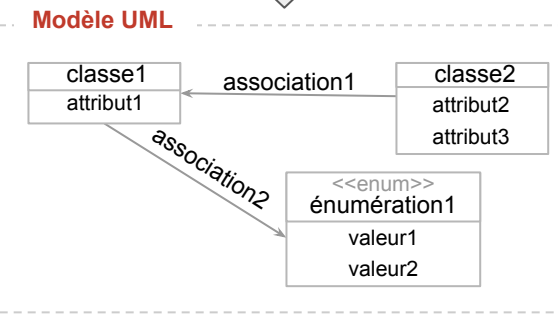 Modèle UML
classe1
attribut1
association1
classe2
attribut2
attribut3
association2
<<enum>>
énumération1
valeur1
valeur2